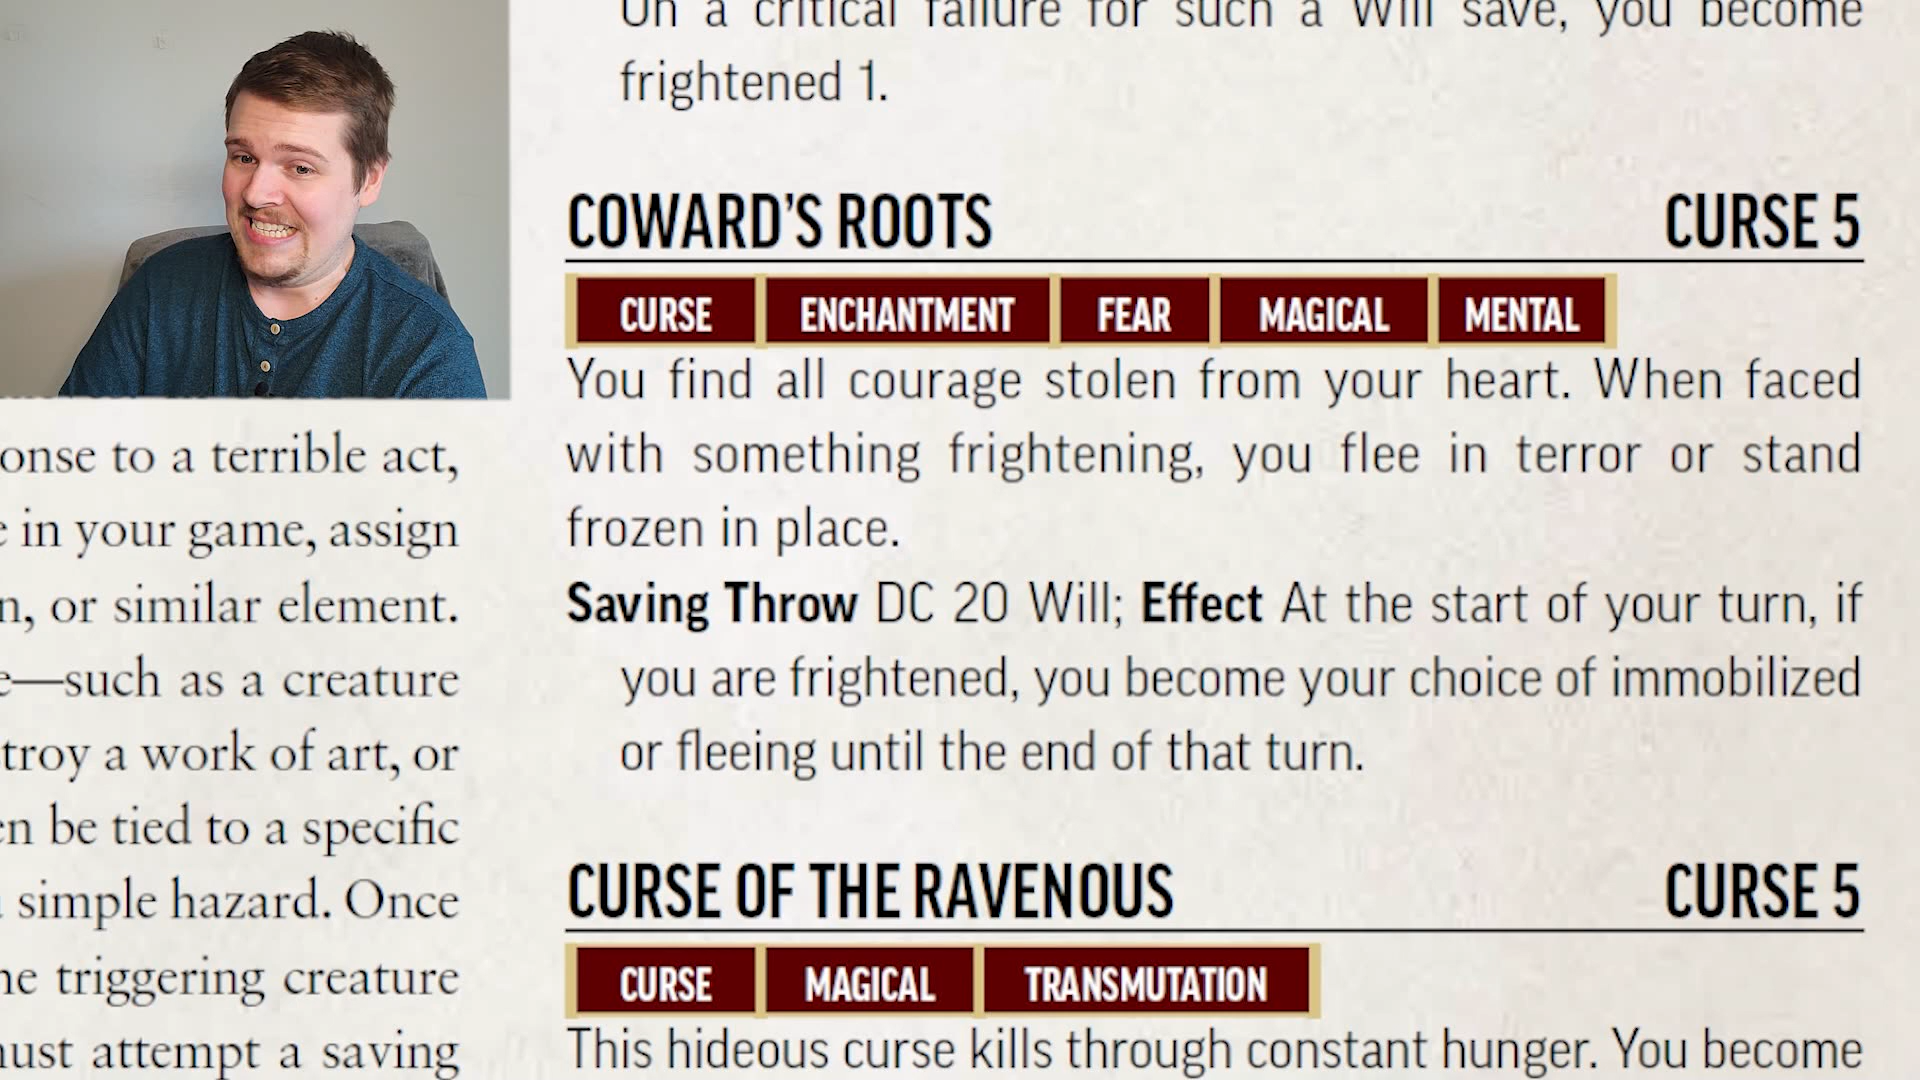 onse to a terrible act,
in your game, assign
or similar element.
such as a creature
troy a work of art, or
be tied to a specific
simple hazard. Once
triggering creature
attempt a saving
On a critical failure for such a Will save, you become
frightened 1.
COWARD'S ROOTS CURSE 5
CURSE ENCHANTMENT FEAR MAGICAL MENTAL
You find all courage stolen from your heart. When faced
with something frightening, you flee in terror or stand
frozen in place.
Saving Throw DC 20 Will; Effect At the start of your turn, if
you are frightened, you become your choice of immobilized
or fleeing until the end of that turn.
CURSE OF THE RAVENOUS CURSE 5
CURSE MAGICAL TRANSMUTATION
This hideous curse kills through constant hunger. You become